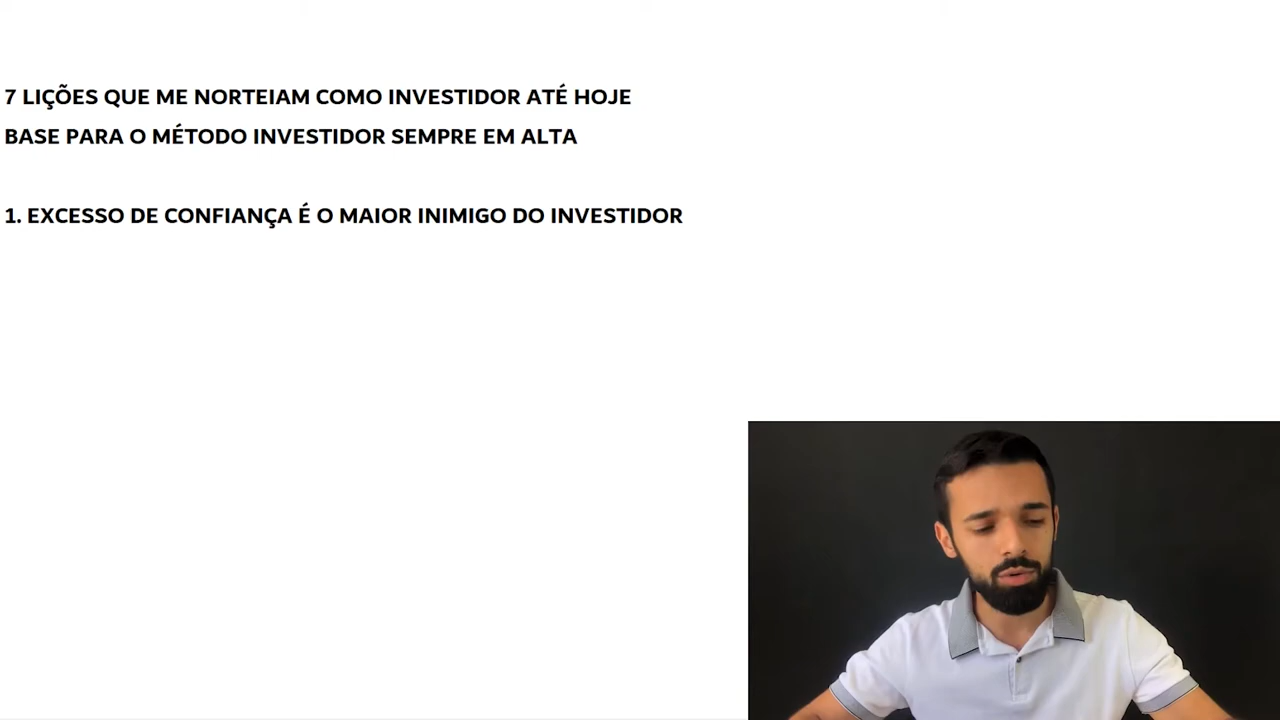 7 LIÇÕES QUE ME NORTEIAM COMO INVESTIDOR ATÉ HOJE
BASE PARA O MÉTODO INVESTIDOR SEMPRE EM ALTA
1. EXCESSO DE CONFIANÇA É O MAIOR INIMIGO DO INVESTIDOR